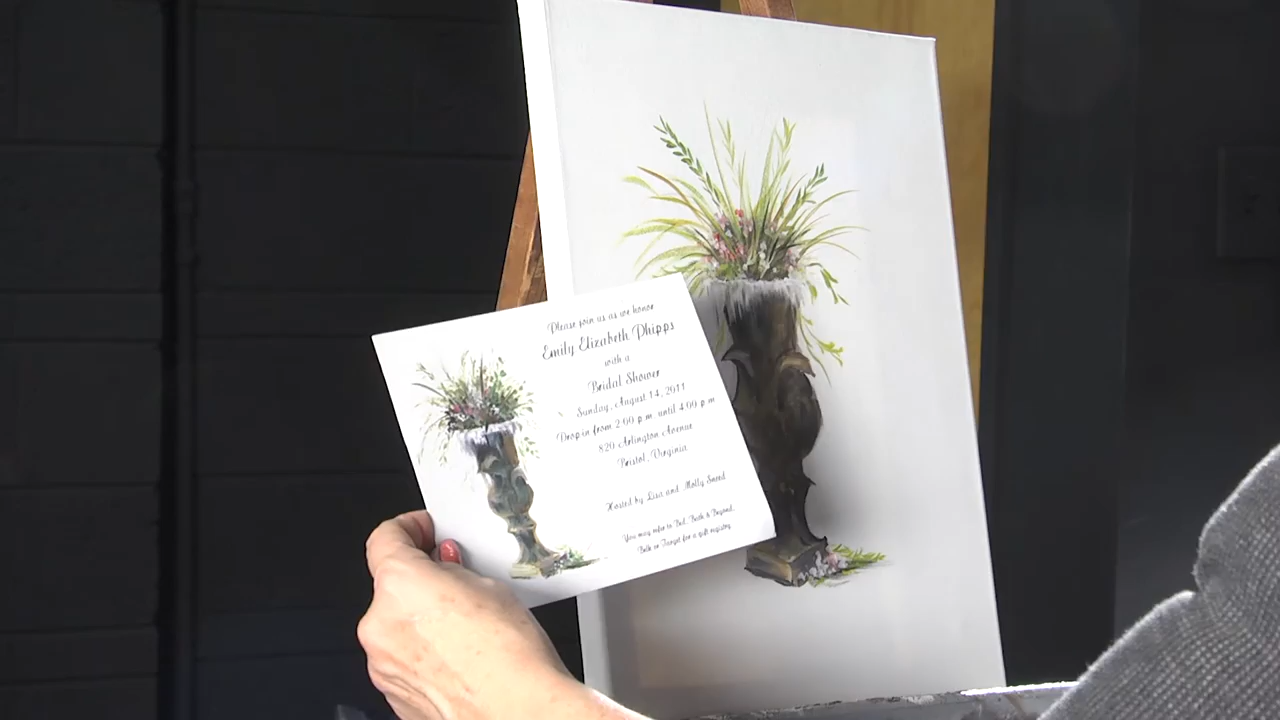 Please join us as we honor
Emily Elizabeth Phipps
with a
Bridal Shower
Sunday, August 14, 2011
Drop in from 2:00 p.m. until 4:00 p.m
820 Arlington Avenue
Bristol, Virginia
Hosted by Lisa and Molly Sneed
You may refer to Bed, Bath & Beyond,
Belk or Target for a gift registry